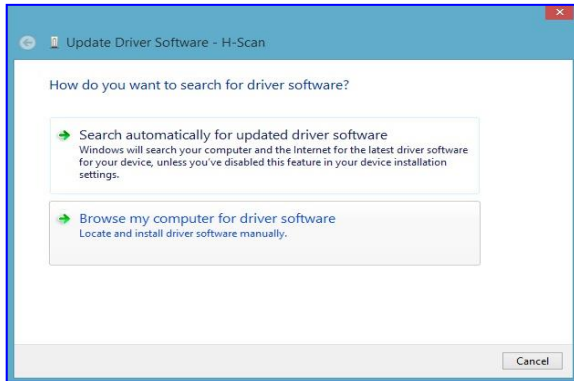 Update Driver Software - H-Scan
How do you want to search for driver software?
Search automatically for updated driver software
Windows will search your computer and the Internet for the latest driver software
for your device, unless you've disabled this feature in your device installation
settings.
Browse my computer for driver software
Locate and install driver software manually.
Cancel